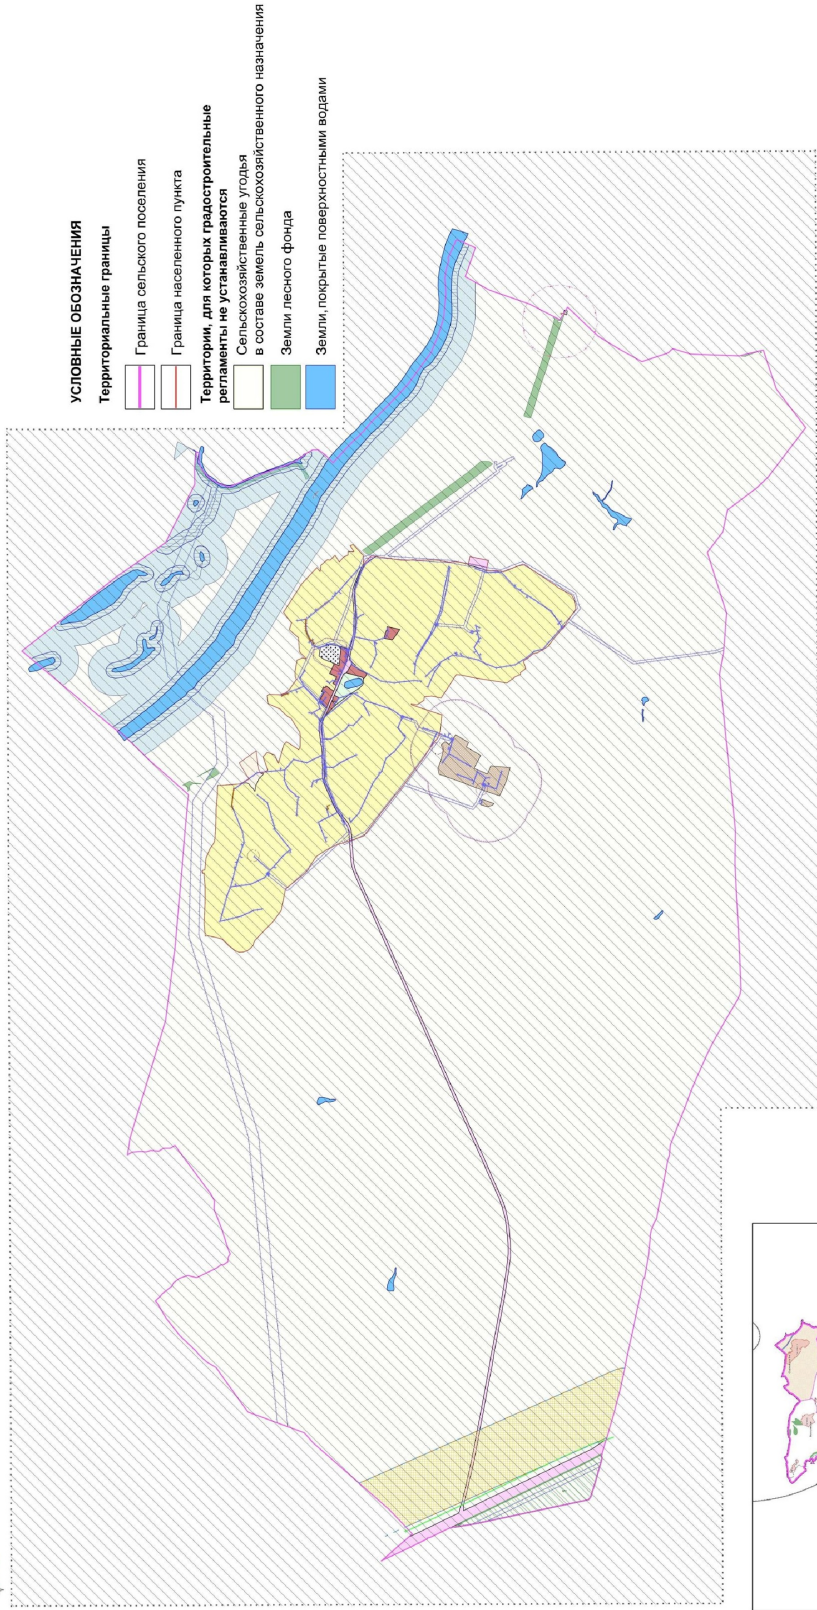 УСЛОВНЫЕ ОБОЗНАЧЕНИЯ
Территориальные границы
Граница сельского поселения
Граница населенного пункта
Территории, для которых градостроительные
регламенты не устанавливаются
Сельскохозяйственные угодья
в составе земель сельскохозяйственного назначения
Земли лесного фонда
Земли, покрытые поверхностными водами